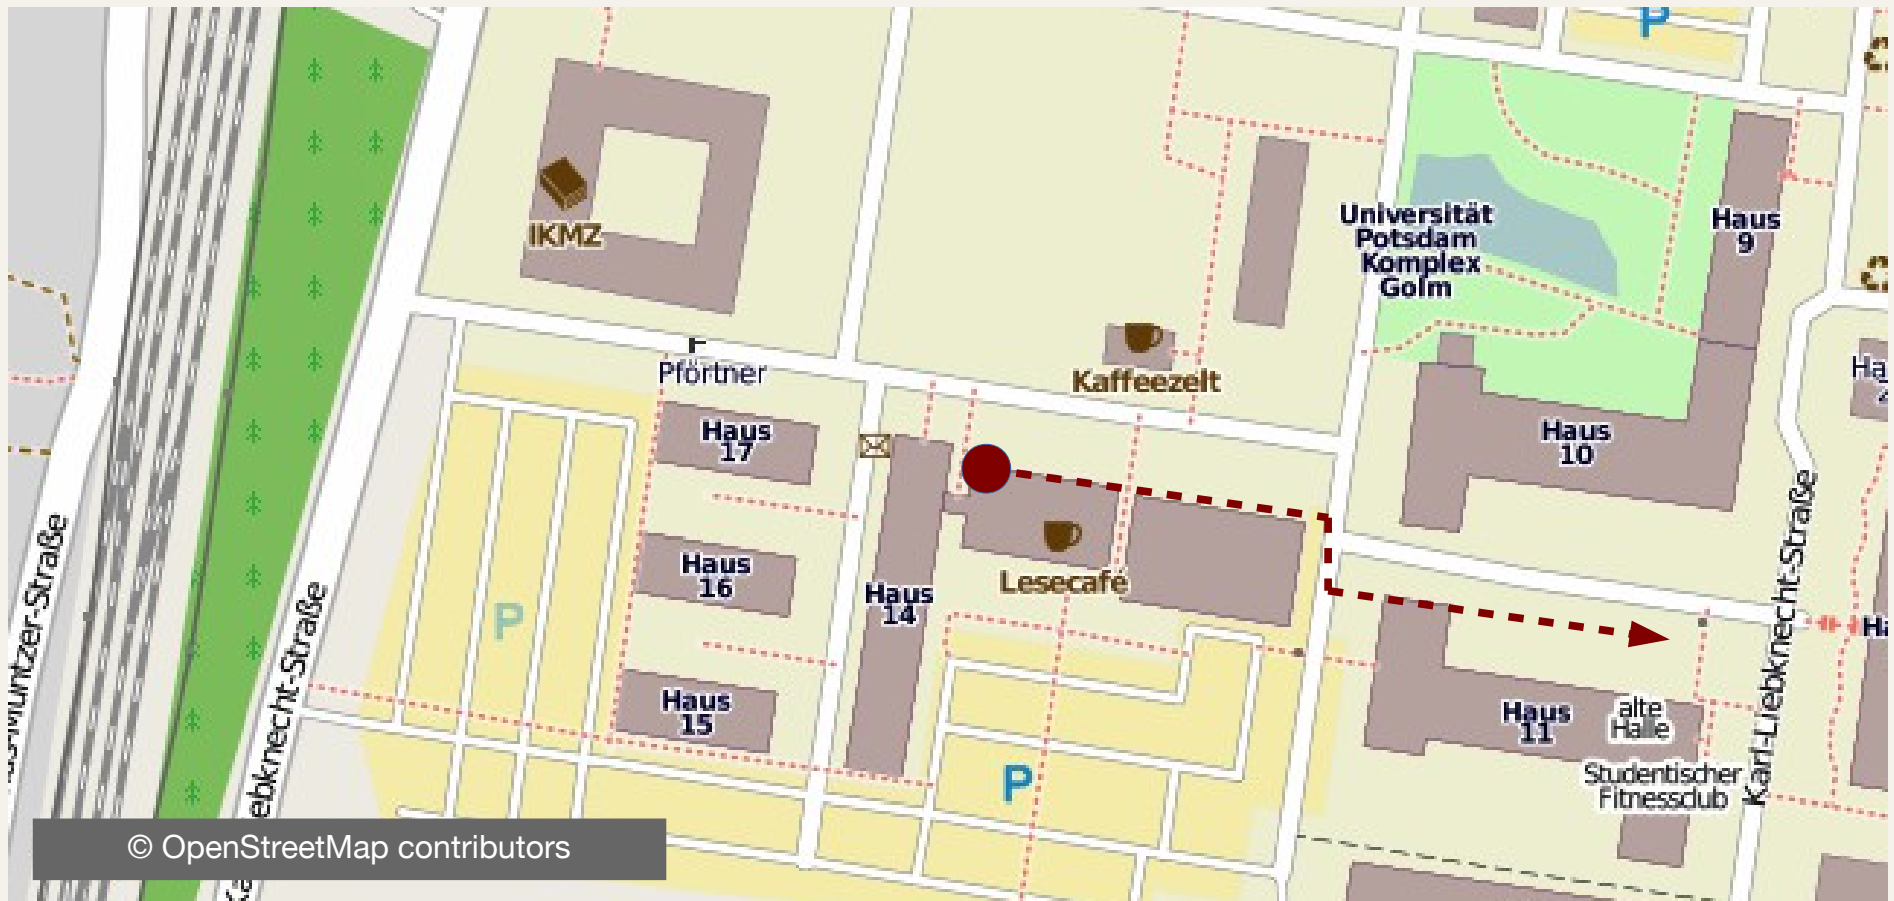 P
IKMZ
Universität
Potsdam
Komplex
Golm
Haus
9
Pförtner
Kaffeezelt
Haus
17
Haus
10
Haus
16
Lesecafé
Haus
14
P
Haus
15
Haus
11
alte
Halle
Studentischer
Fitnessclub
P
Karl-Liebknecht-Straße
© OpenStreetMap contributors